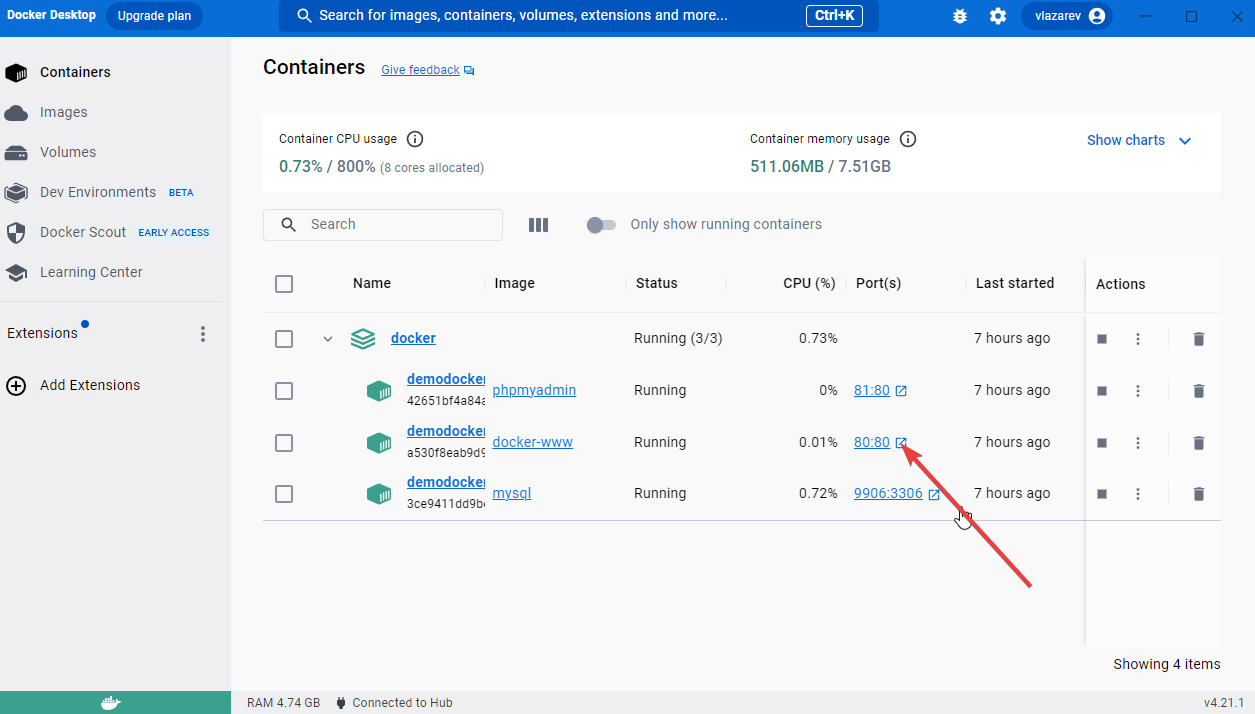 Docker Desktop
Upgrade plan
Search for images, containers, volumes, extensions and more...
Ctrl+K
vlazarev
Containers
Images
Volumes
Dev Environments BETA
Docker Scout EARLY ACCESS
Learning Center
Extensions
Add Extensions
Containers Give feedback
Container CPU usage
0.73% / 800% (8 cores allocated)
Container memory usage
511.06MB / 7.51GB
Show charts
Search
Only show running containers
Name Image Status CPU (%) Port(s) Last started Actions
docker Running (3/3) 0.73% 7 hours ago
demodocker
42651bf4a84a
phpmyadmin Running 0% 81:80 7 hours ago
demodocker
a530f8eab9d9
docker-www Running 0.01% 80:80 7 hours ago
demodocker
3ce9411dd9b
mysql Running 0.72% 9906:3306 7 hours ago
Showing 4 items
RAM 4.74 GB Connected to Hub v4.21.1